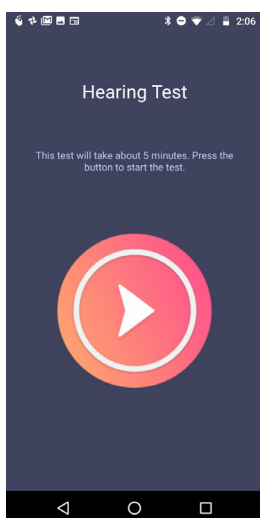 2:06
Hearing Test
This test will take about 5 minutes. Press the
button to start the test.